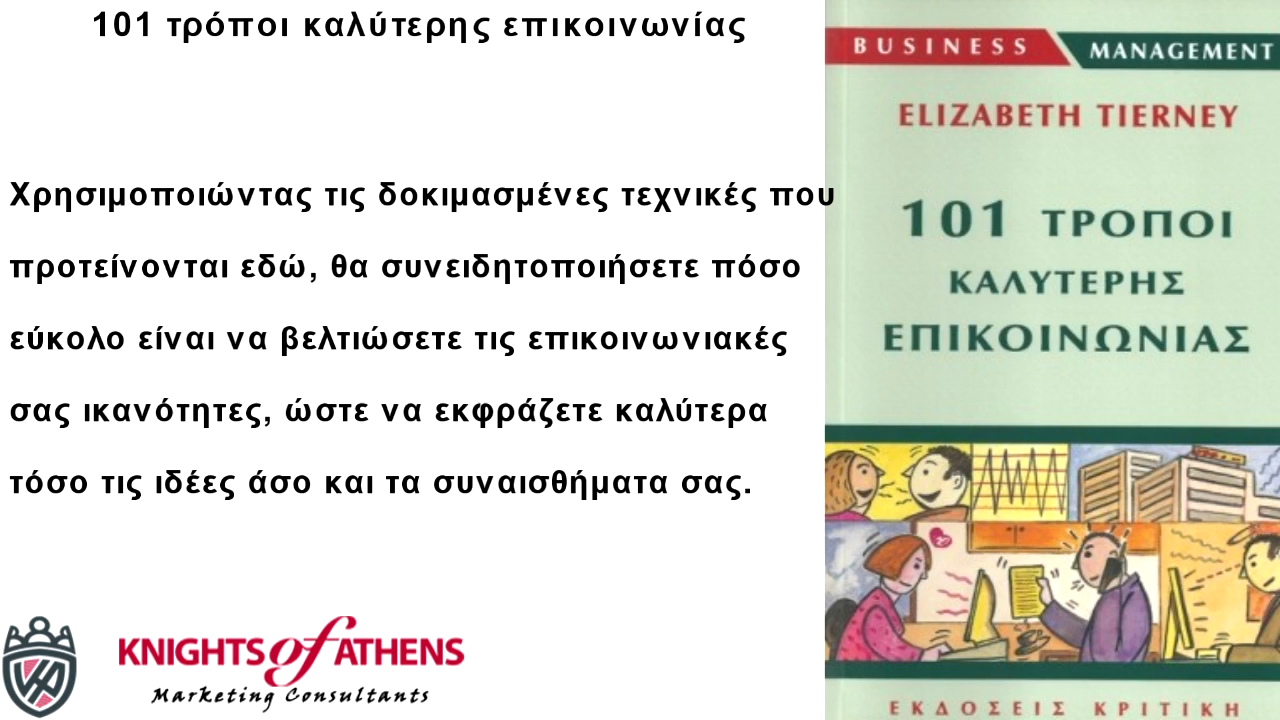 101 τρόποι καλύτερης επικοινωνίας
Χρησιμοποιώντας τις δοκιμασμένες τεχνικές που
προτείνονται εδώ, θα συνειδητοποιήσετε πόσο
εύκολο είναι να βελτιώσετε τις επικοινωνιακές
σας ικανότητες, ώστε να εκφράζετε καλύτερα
τόσο τις ιδέες άσο και τα συναισθήματα σας.
KNIGHTS of ATHENS
Marketing Consultants
BUSINESS MANAGEMENT
ELIZABETH TIERNEY
101 ΤΡΟΠΟΙ
ΚΑΛΥΤΕΡΗΣ
ΕΠΙΚΟΙΝΩΝΙΑΣ
ΕΚΔΟΣΕΙΣ ΚΡΙΤΙΚΗ